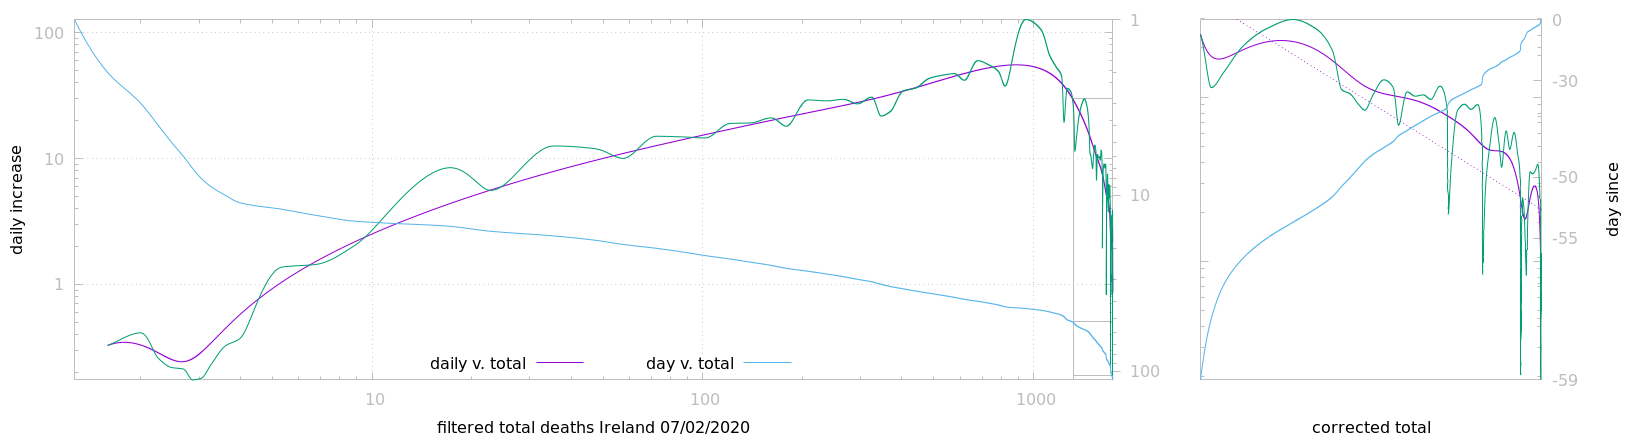 daily increase
100
10
1
10
100
1000
filtered total deaths Ireland 07/02/2020
daily v. total
day v. total
1
10
100
corrected total
0
-30
-50
-55
-59
day since